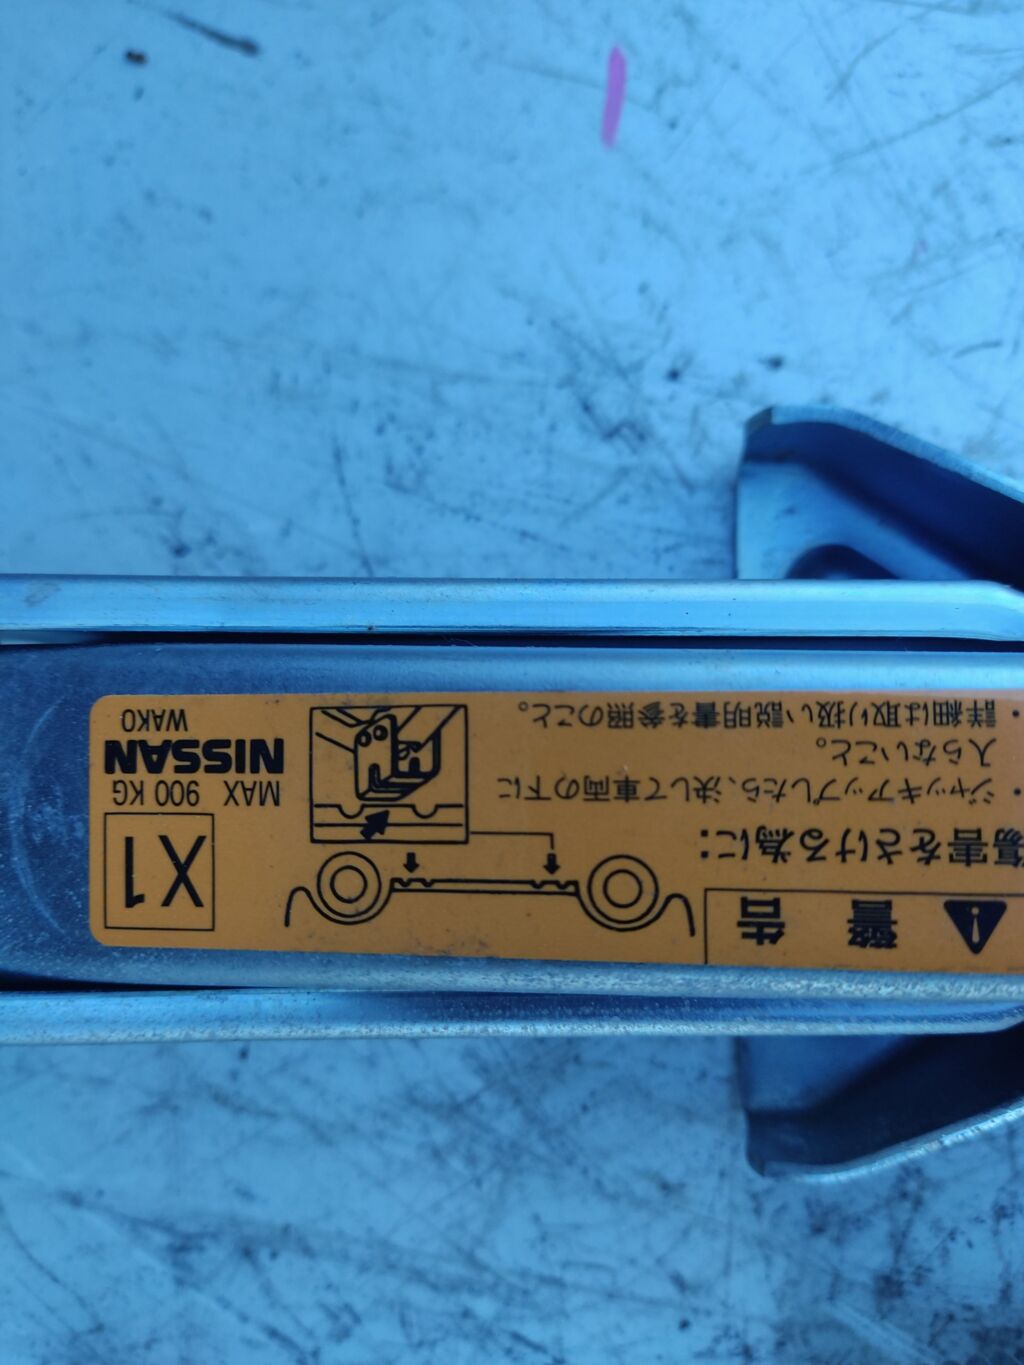 警告
傷害をさける為に:
・ジャッキアップしたら、決して車両の下に
入らないこと。
・詳細は取り扱い説明書を参照のこと。
X1
MAX 900 KG
NISSAN
WAKO